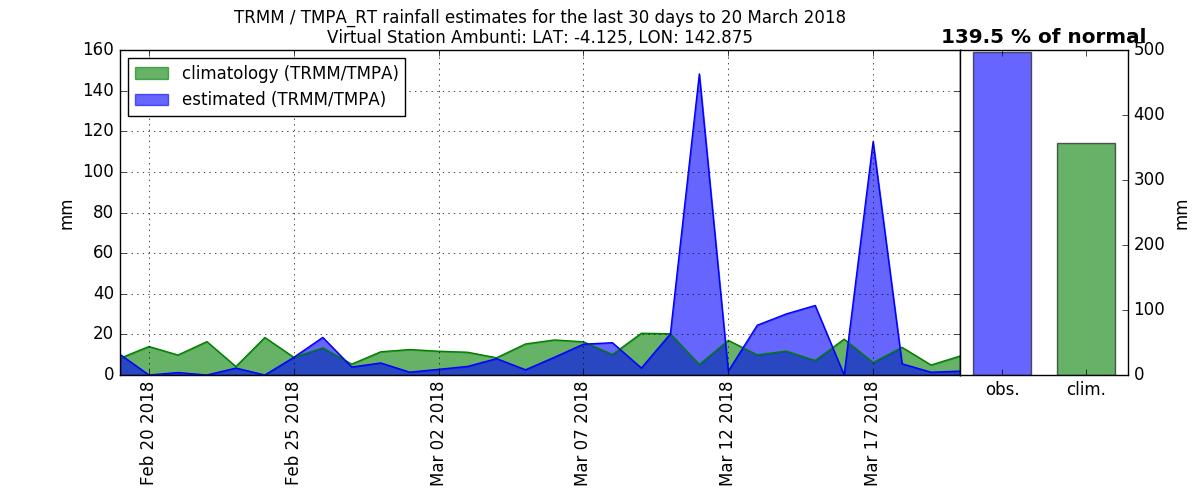 TRMM / TMPA_RT rainfall estimates for the last 30 days to 20 March 2018
Virtual Station Ambunti: LAT: -4.125, LON: 142.875
139.5 % of normal
climatology (TRMM/TMPA)
estimated (TRMM/TMPA)
mm
160
140
120
100
80
60
40
20
0
Feb 20 2018
Feb 25 2018
Mar 02 2018
Mar 07 2018
Mar 12 2018
Mar 17 2018
500
400
300
200
100
0
mm
obs.
clim.